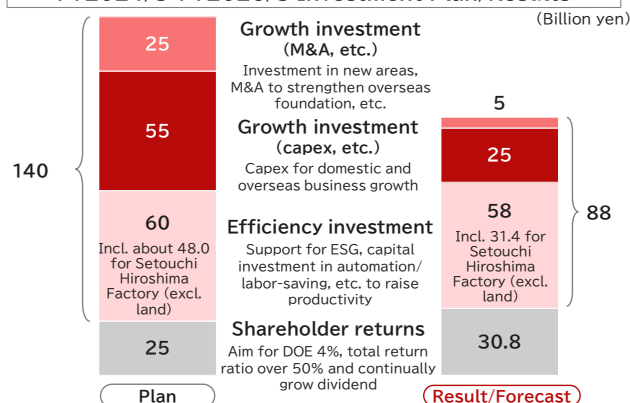 (Billion yen)
25
Growth investment
(M&A, etc.)
Investment in new areas,
M&A to strengthen overseas
foundation, etc.
5
55
Growth investment
(capex, etc.)
Capex for domestic and
overseas business growth
25
140
60
Incl. about 48.0
for Setouchi
Hiroshima
Factory (excl.
land)
Efficiency investment
Support for ESG, capital
investment in automation/
labor-saving, etc. to raise
productivity
58
Incl. 31.4 for
Setouchi
Hiroshima
Factory (excl.
land)
88
25
Shareholder returns
Aim for DOE 4%, total return
ratio over 50% and continually
grow dividend
30.8
Plan
Result/Forecast